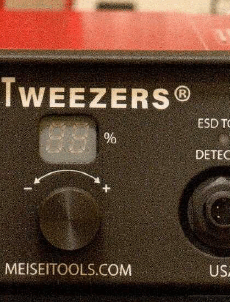 TWEEZERS®
%
ESD TO
DETEC
- +
MEISEITOOLS.COM
USA